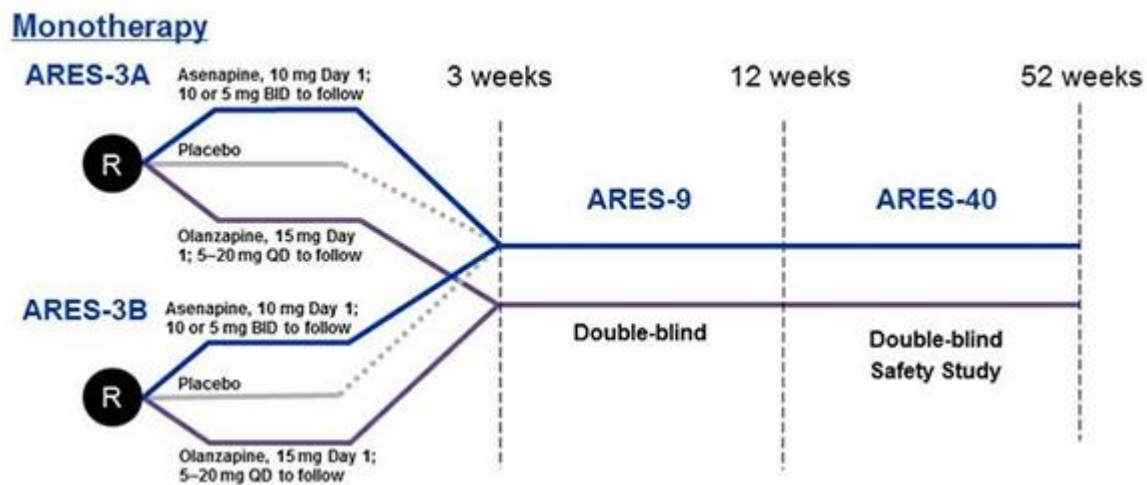 Monotherapy
ARES-3A
Asenapine, 10 mg Day 1;
10 or 5 mg BID to follow
3 weeks
12 weeks
52 weeks
R
Placebo
ARES-9
ARES-40
Olanzapine, 15 mg Day
1; 5–20 mg QD to follow
ARES-3B
Asenapine, 10 mg Day 1;
10 or 5 mg BID to follow
Double-blind
Double-blind
Safety Study
R
Placebo
Olanzapine, 15 mg Day 1;
5–20 mg QD to follow